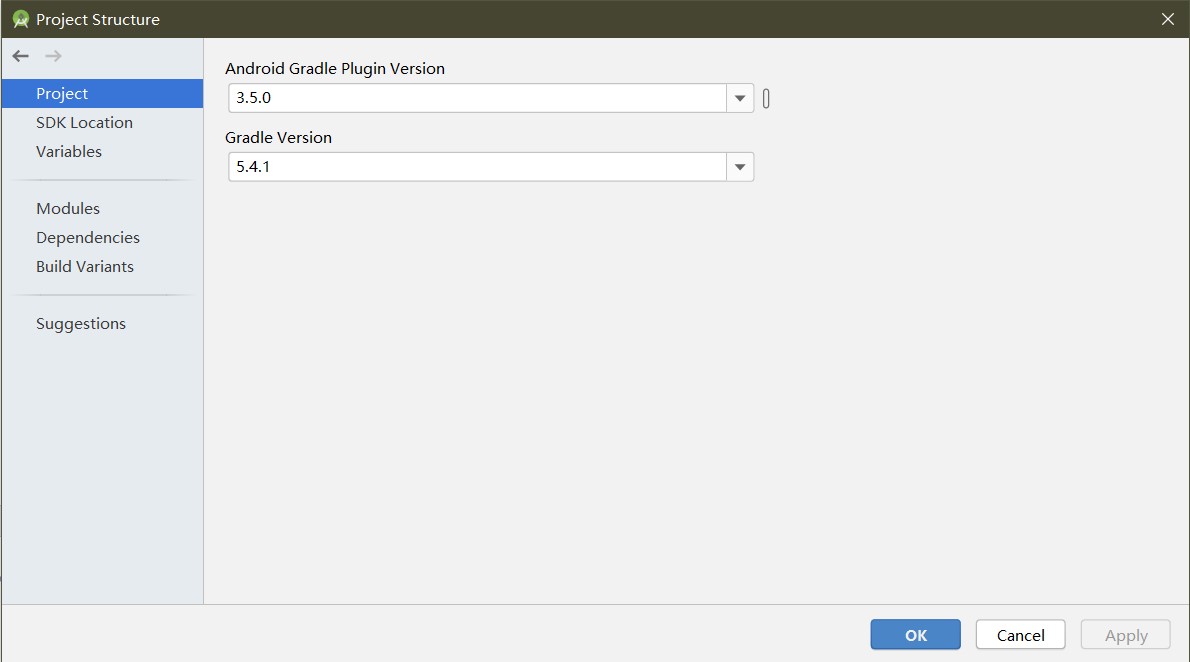 Project Structure
Project
SDK Location
Variables
Modules
Dependencies
Build Variants
Suggestions
Android Gradle Plugin Version
3.5.0
Gradle Version
5.4.1
OK
Cancel
Apply